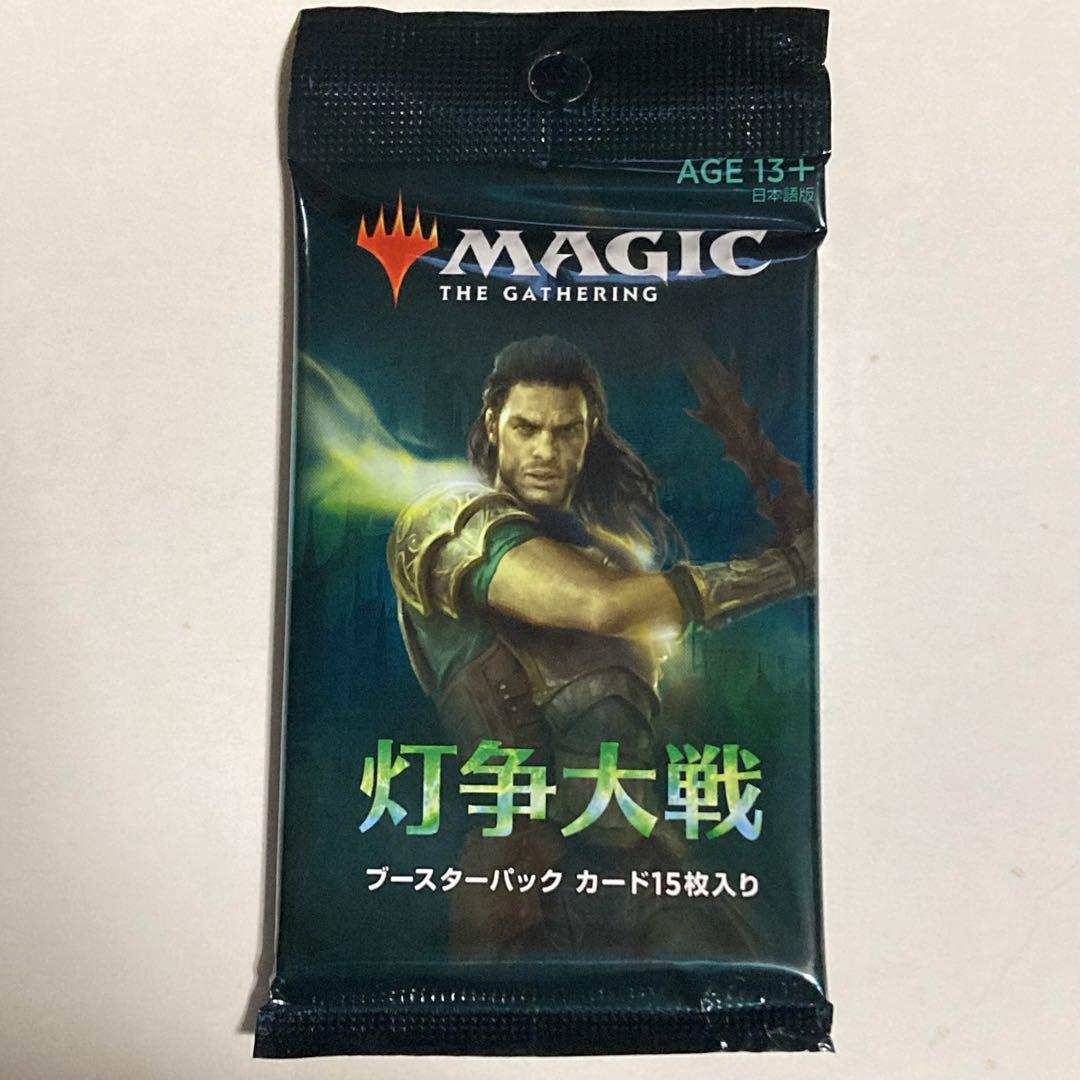 AGE 13+
日本語版
MAGIC
THE GATHERING
灯争大戦
ブースターパック カード15枚入り